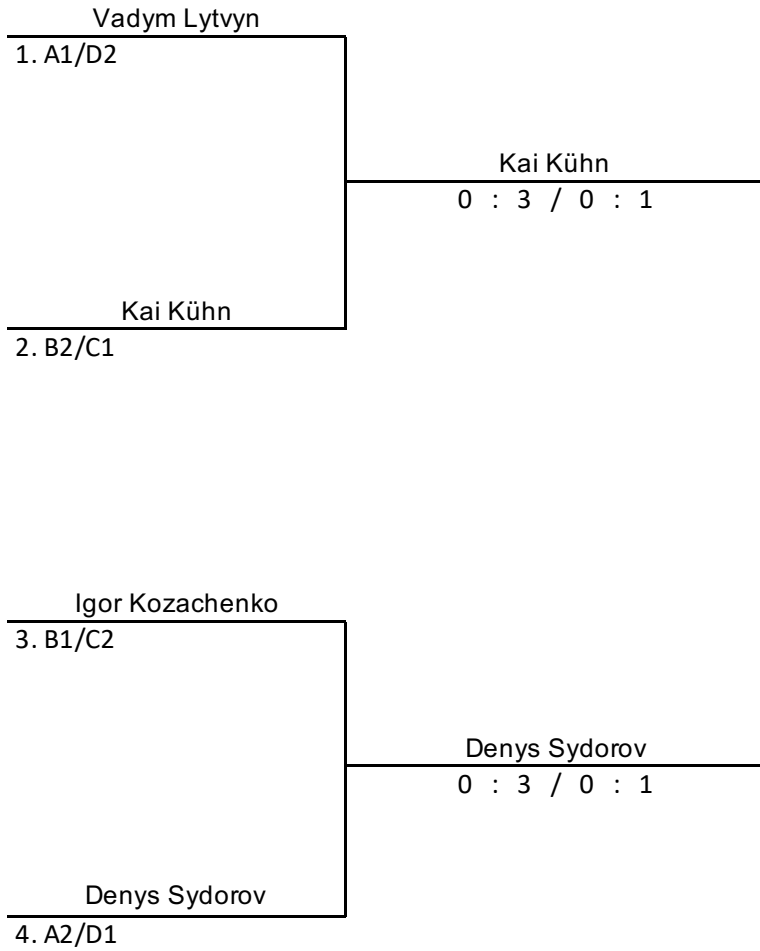 Vadym Lytvyn
1. A1/D2
Kai Kühn
0 : 3 / 0 : 1
Kai Kühn
2. B2/C1
Igor Kozachenko
3. B1/C2
Denys Sydorov
0 : 3 / 0 : 1
Denys Sydorov
4. A2/D1